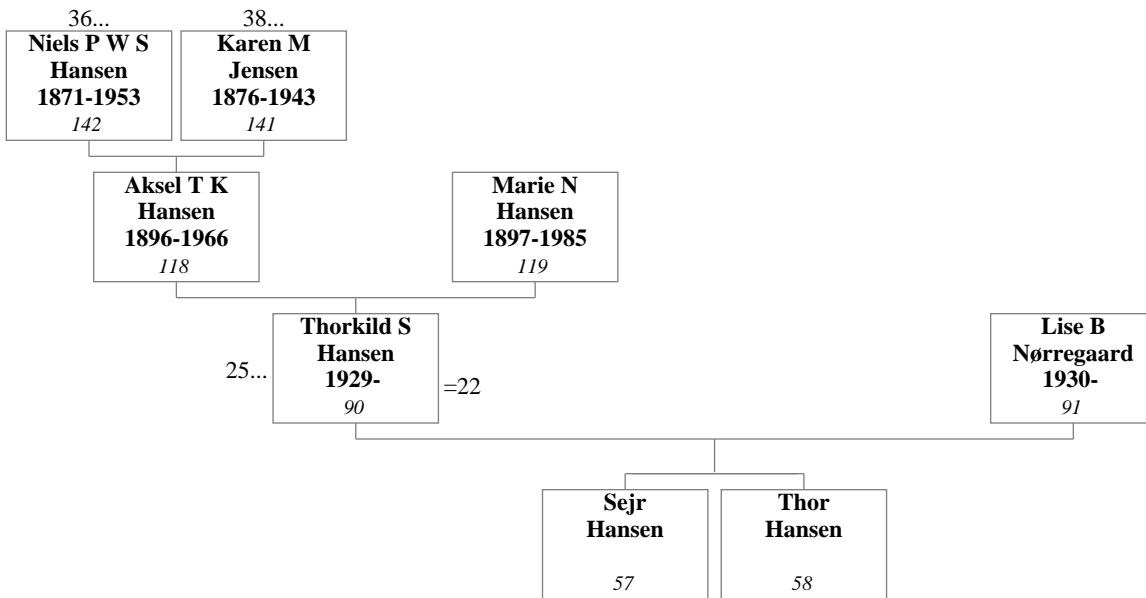 36...
38...
Niels P W S
Hansen
1871-1953
142
Karen M
Jensen
1876-1943
141
Aksel T K
Hansen
1896-1966
118
Marie N
Hansen
1897-1985
119
25...
Thorkild S
Hansen
1929-
90
=22
Lise B
Nørregaard
1930-
91
Sejr
Hansen
57
Thor
Hansen
58